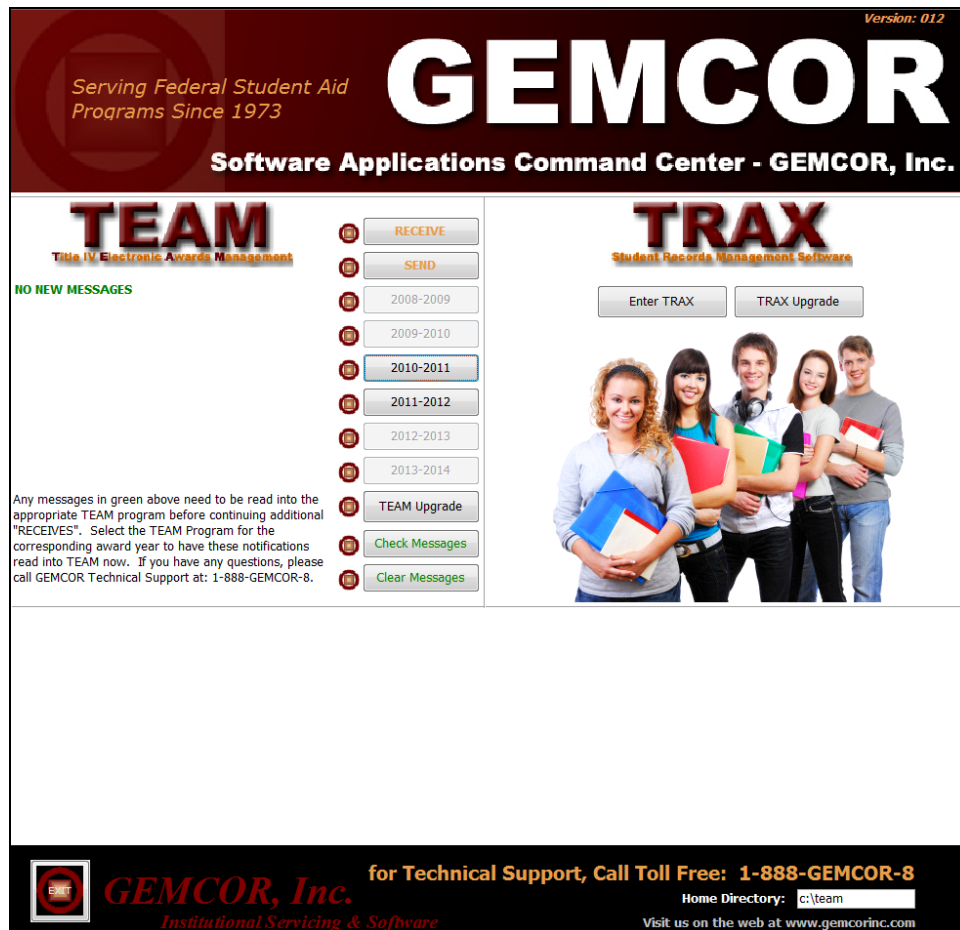 Version: 012
Serving Federal Student Aid
Programs Since 1973
GEMCOR
Software Applications Command Center - GEMCOR, Inc.
TEAM
Title IV Electronic Awards Management
NO NEW MESSAGES
RECEIVE
SEND
2008-2009
2009-2010
2010-2011
2011-2012
2012-2013
2013-2014
TEAM Upgrade
Check Messages
Clear Messages
Any messages in green above need to be read into the
appropriate TEAM program before continuing additional
"RECEIVES". Select the TEAM Program for the
corresponding award year to have these notifications
read into TEAM now. If you have any questions, please
call GEMCOR Technical Support at: 1-888-GEMCOR-8.
TRAX
Student Records Management Software
Enter TRAX
TRAX Upgrade
EXIT
GEMCOR, Inc.
Institutional Servicing & Software
for Technical Support, Call Toll Free: 1-888-GEMCOR-8
Home Directory: c:\team
Visit us on the web at www.gemcorinc.com